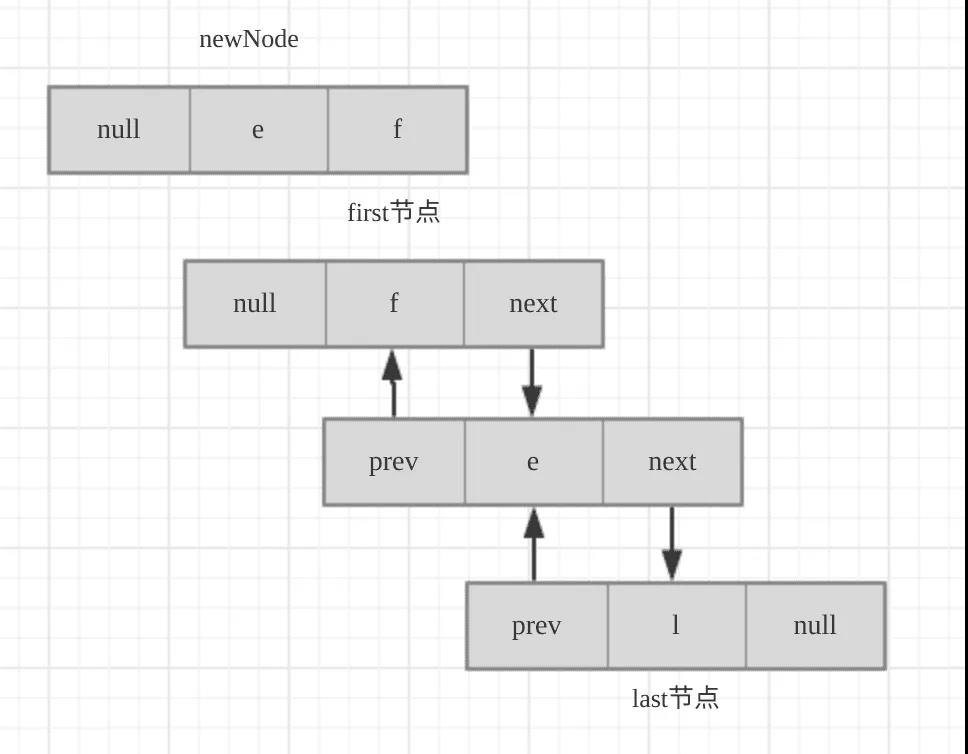 newNode
null e f
first节点
null f next
prev e next
prev l null
last节点